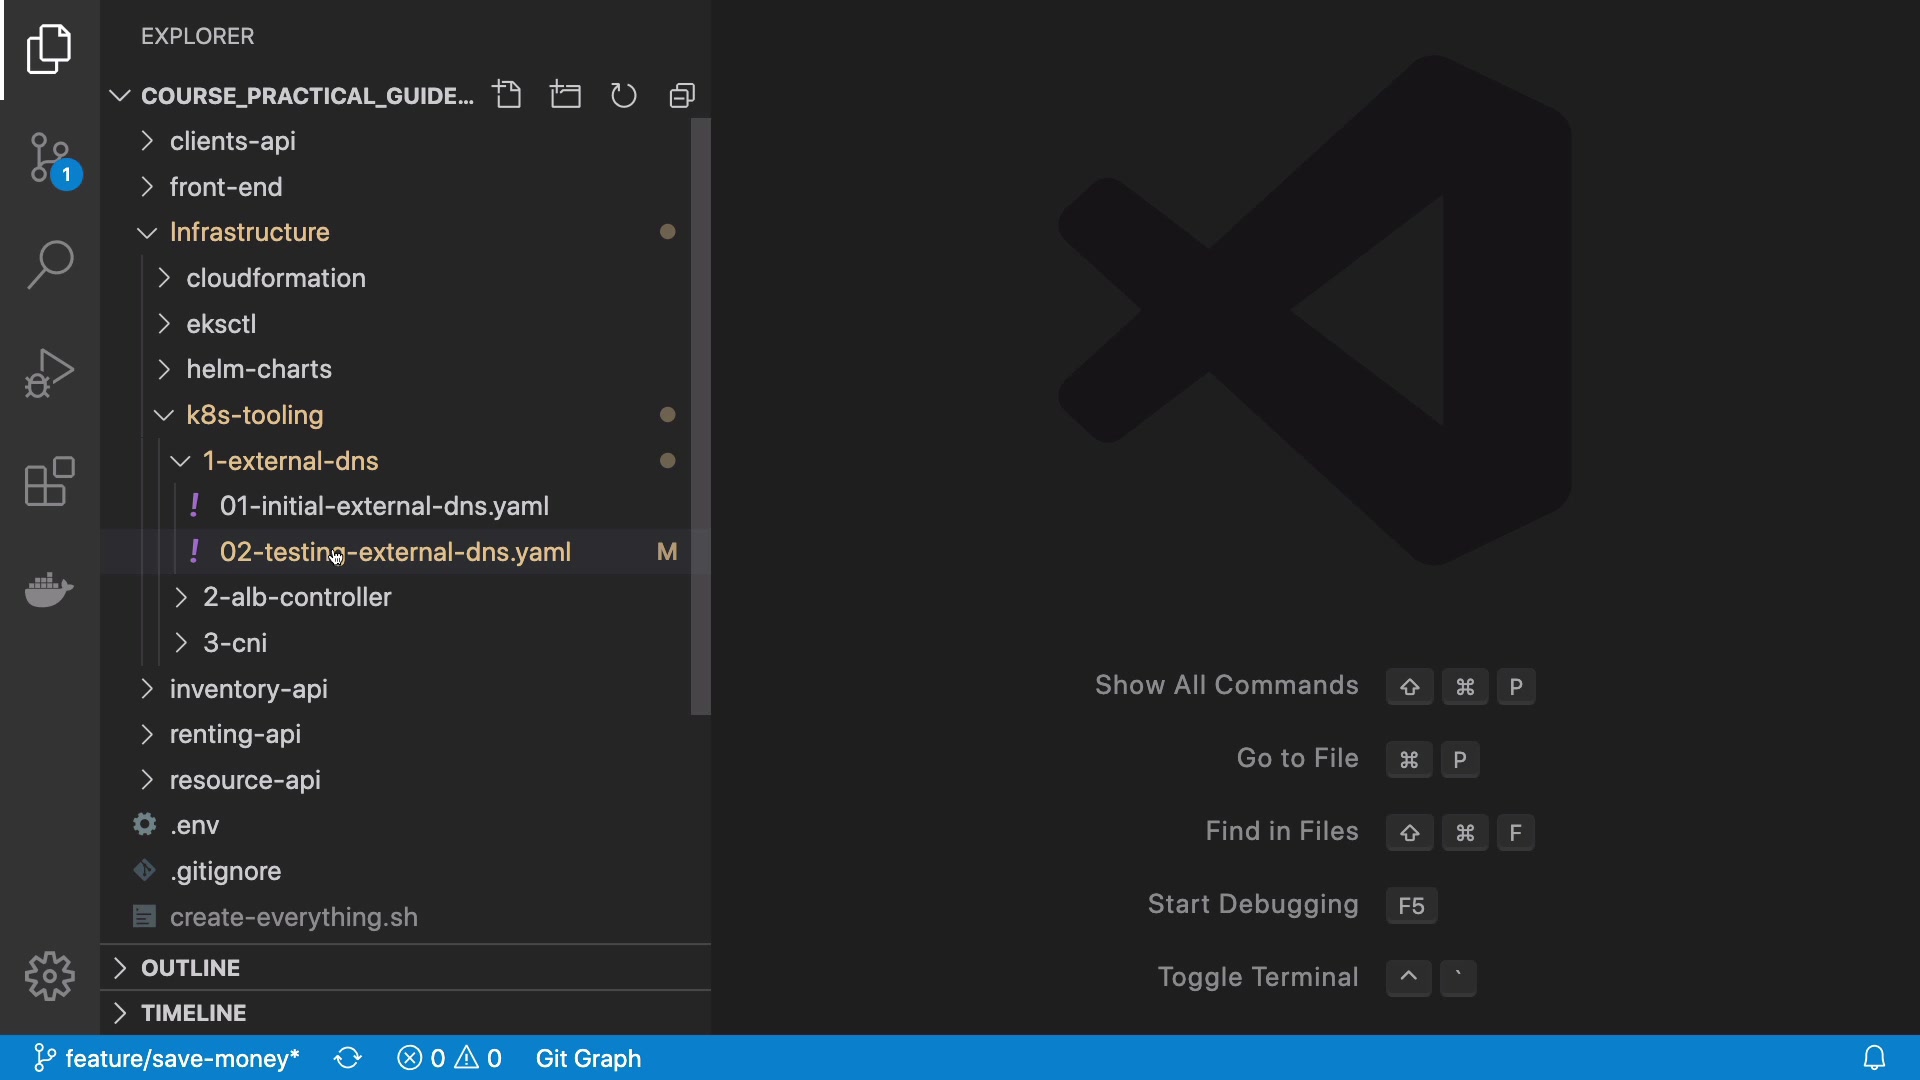 EXPLORER
COURSE_PRACTICAL_GUIDE...
clients-api
front-end
Infrastructure
cloudformation
eksctl
helm-charts
k8s-tooling
1-external-dns
! 01-initial-external-dns.yaml
! 02-testing-external-dns.yaml M
2-alb-controller
3-cni
inventory-api
renting-api
resource-api
.env
.gitignore
create-everything.sh
OUTLINE
TIMELINE
1
Show All Commands ⇧ ⌘ P
Go to File ⌘ P
Find in Files ⇧ ⌘ F
Start Debugging F5
Toggle Terminal ^ `
feature/save-money* 0 0 Git Graph